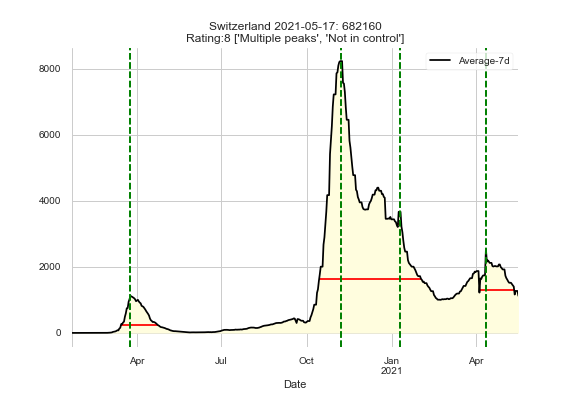 Switzerland 2021-05-17: 682160
Rating:8 ['Multiple peaks', 'Not in control']
Average-7d
8000
6000
4000
2000
0
Apr
Jul
Oct
Jan
2021
Apr
Date